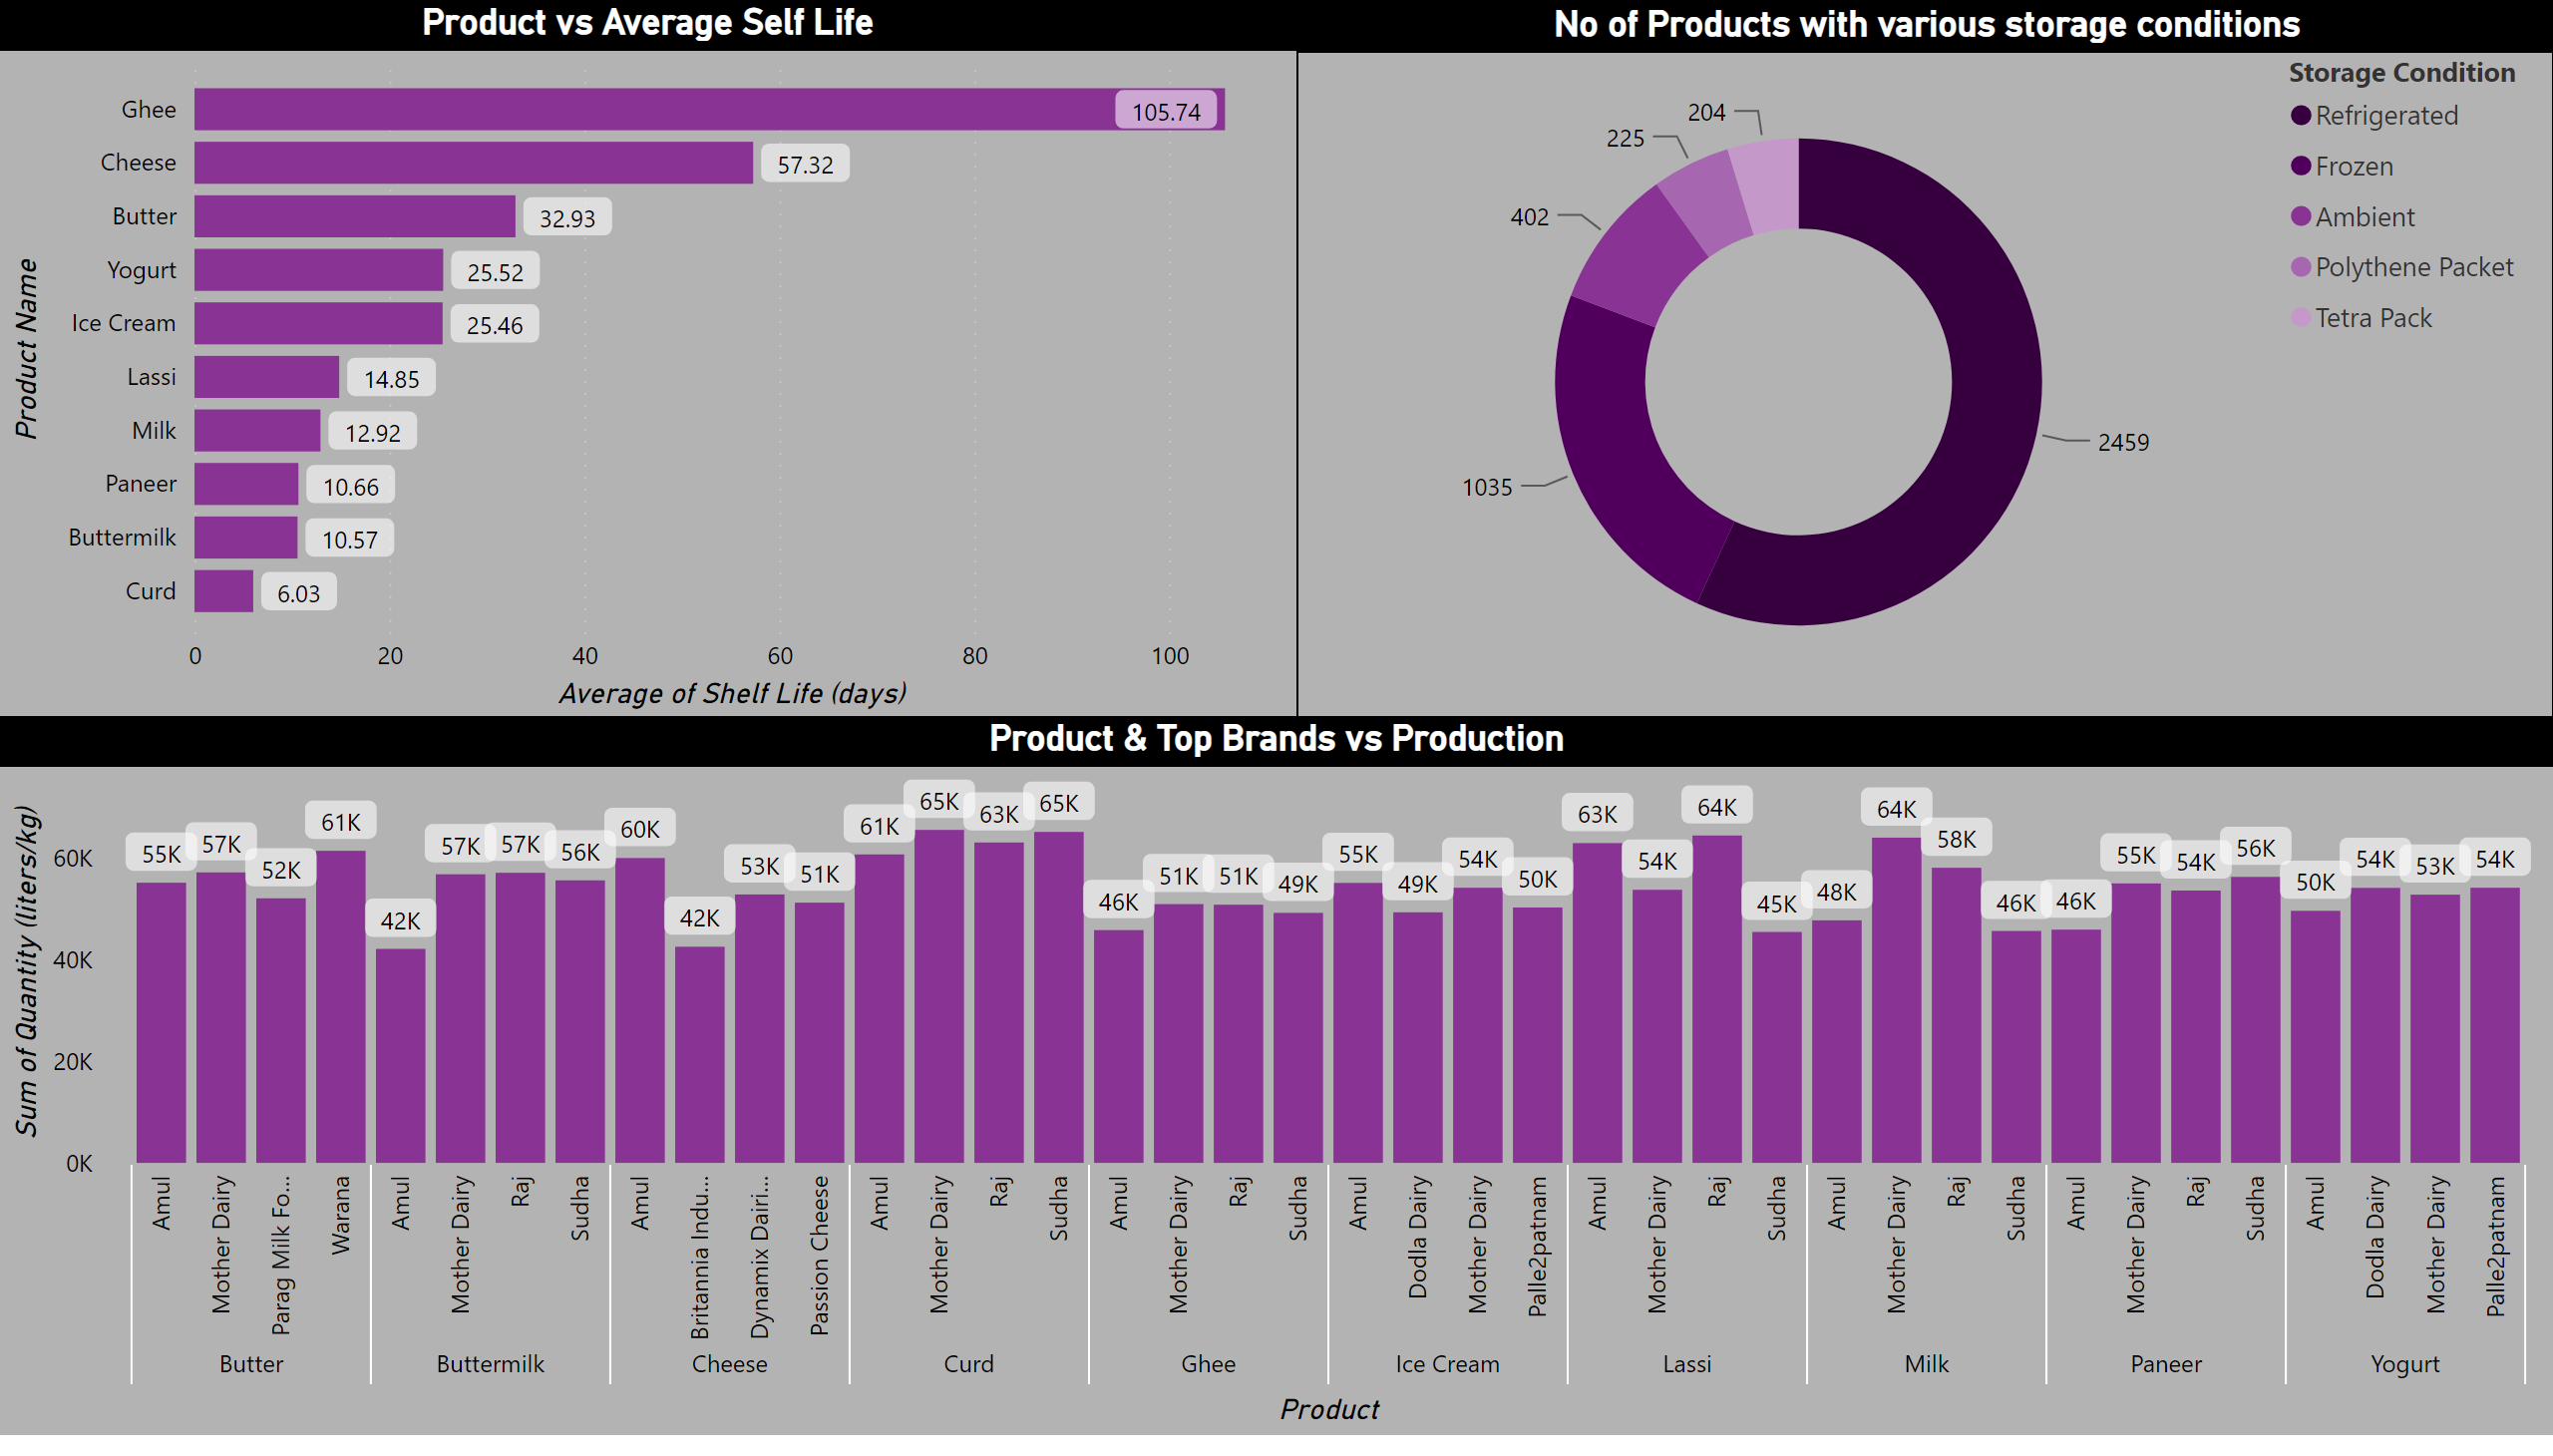 Product vs Average Self Life
Product Name
Ghee 105.74
Cheese 57.32
Butter 32.93
Yogurt 25.52
Ice Cream 25.46
Lassi 14.85
Milk 12.92
Paneer 10.66
Buttermilk 10.57
Curd 6.03
0 20 40 60 80 100
Average of Shelf Life (days)
No of Products with various storage conditions
Storage Condition
Refrigerated
Frozen
Ambient
Polythene Packet
Tetra Pack
204
225
402
1035
2459
Product & Top Brands vs Production
Sum of Quantity (liters/kg)
60K
40K
20K
0K
55K 57K 52K 61K 42K 57K 57K 56K 60K 42K 53K 51K 61K 65K 63K 65K 46K 51K 51K 49K 55K 49K 54K 50K 63K 54K 64K 45K 48K 64K 58K 46K 46K 55K 54K 56K 50K 54K 53K 54K
Amul
Mother Dairy
Parag Milk Fo...
Warana
Amul
Mother Dairy
Raj
Sudha
Amul
Britannia Indu...
Dynamix Dairi...
Passion Cheese
Amul
Mother Dairy
Raj
Sudha
Amul
Mother Dairy
Raj
Sudha
Amul
Dodla Dairy
Mother Dairy
Palle2patnam
Amul
Mother Dairy
Raj
Sudha
Amul
Mother Dairy
Raj
Sudha
Amul
Mother Dairy
Raj
Sudha
Amul
Dodla Dairy
Mother Dairy
Palle2patnam
Butter Buttermilk Cheese Curd Ghee Ice Cream Lassi Milk Paneer Yogurt
Product